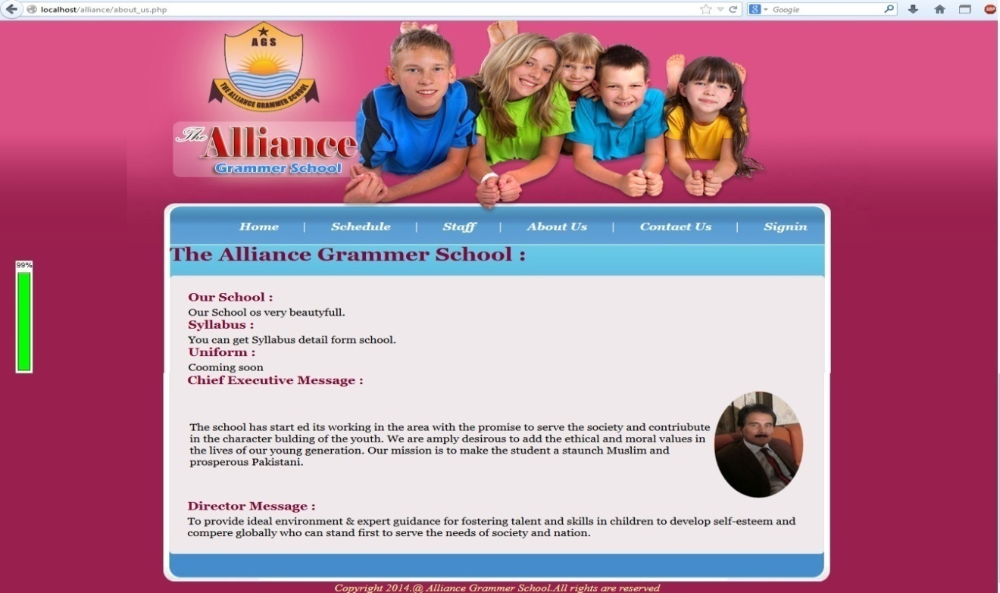 localhost/alliance/about_us.php
Google
ABP
AGS
THE ALLIANCE GRAMMER SCHOOL
The Alliance
Grammer School
Home | Schedule | Staff | About Us | Contact Us | Signin
The Alliance Grammer School :
99%
Our School :
Our School os very beautyfull.
Syllabus :
You can get Syllabus detail form school.
Uniform :
Cooming soon
Chief Executive Message :
The school has start ed its working in the area with the promise to serve the society and contriubute
in the character bulding of the youth. We are amply desirous to add the ethical and moral values in
the lives of our young generation. Our mission is to make the student a staunch Muslim and
prosperous Pakistani.
Director Message :
To provide ideal environment & expert guidance for fostering talent and skills in children to develop self-esteem and
compere globally who can stand first to serve the needs of society and nation.
Copyright 2014.@ Alliance Grammer School.All rights are reserved